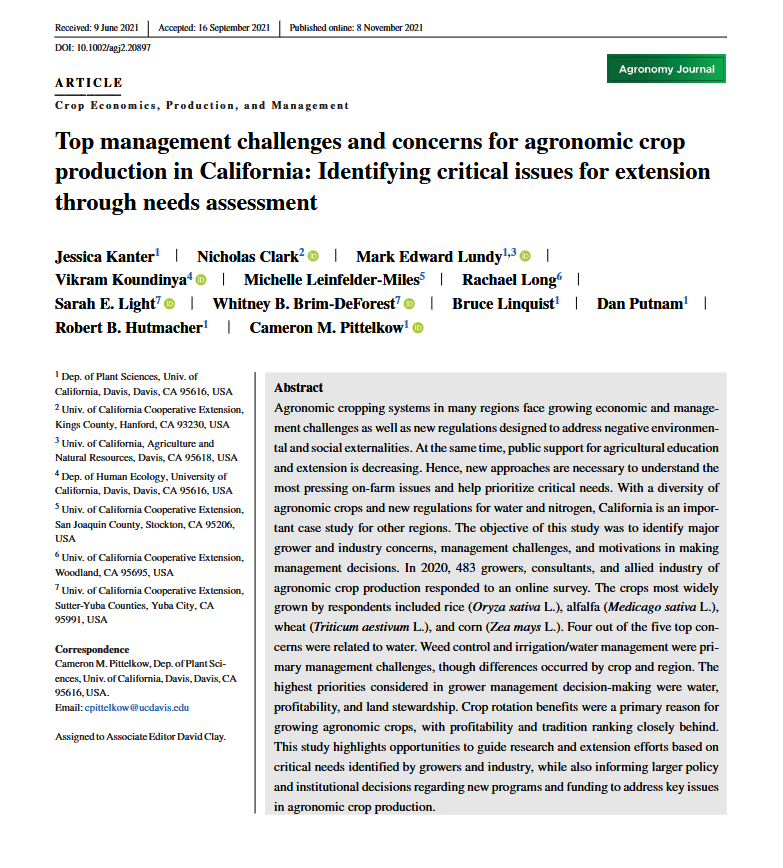 Received: 9 June 2021 | Accepted: 16 September 2021 | Published online: 8 November 2021
DOI: 10.1002/agj2.20897
Agronomy Journal
ARTICLE
Crop Economics, Production, and Management
Top management challenges and concerns for agronomic crop
production in California: Identifying critical issues for extension
through needs assessment
Jessica Kanter1 | Nicholas Clark2 | Mark Edward Lundy1,3 |
Vikram Koundinya4 | Michelle Leinfelder-Miles5 | Rachael Long6 |
Sarah E. Light7 | Whitney B. Brim-DeForest7 | Bruce Linquist1 | Dan Putnam1 |
Robert B. Hutmacher1 | Cameron M. Pittelkow1
1 Dep. of Plant Sciences, Univ. of
California, Davis, Davis, CA 95616, USA
2 Univ. of California Cooperative Extension,
Kings County, Hanford, CA 93230, USA
3 Univ. of California, Agriculture and
Natural Resources, Davis, CA 95618, USA
4 Dep. of Human Ecology, University of
California, Davis, Davis, CA 95616, USA
5 Univ. of California Cooperative Extension,
San Joaquin County, Stockton, CA 95206,
USA
6 Univ. of California Cooperative Extension,
Woodland, CA 95695, USA
7 Univ. of California Cooperative Extension,
Sutter-Yuba Counties, Yuba City, CA
95991, USA
Correspondence
Cameron M. Pittelkow, Dep. of Plant Sci-
ences, Univ. of California, Davis, Davis, CA
95616, USA.
Email: cpittelkow@ucdavis.edu
Assigned to Associate Editor David Clay.
Abstract
Agronomic cropping systems in many regions face growing economic and manage-
ment challenges as well as new regulations designed to address negative environmen-
tal and social externalities. At the same time, public support for agricultural education
and extension is decreasing. Hence, new approaches are necessary to understand the
most pressing on-farm issues and help prioritize critical needs. With a diversity of
agronomic crops and new regulations for water and nitrogen, California is an impor-
tant case study for other regions. The objective of this study was to identify major
grower and industry concerns, management challenges, and motivations in making
management decisions. In 2020, 483 growers, consultants, and allied industry of
agronomic crop production responded to an online survey. The crops most widely
grown by respondents included rice (Oryza sativa L.), alfalfa (Medicago sativa L.),
wheat (Triticum aestivum L.), and corn (Zea mays L.). Four out of the five top con-
cerns were related to water. Weed control and irrigation/water management were pri-
mary management challenges, though differences occurred by crop and region. The
highest priorities considered in grower management decision-making were water,
profitability, and land stewardship. Crop rotation benefits were a primary reason for
growing agronomic crops, with profitability and tradition ranking closely behind.
This study highlights opportunities to guide research and extension efforts based on
critical needs identified by growers and industry, while also informing larger policy
and institutional decisions regarding new programs and funding to address key issues
in agronomic crop production.